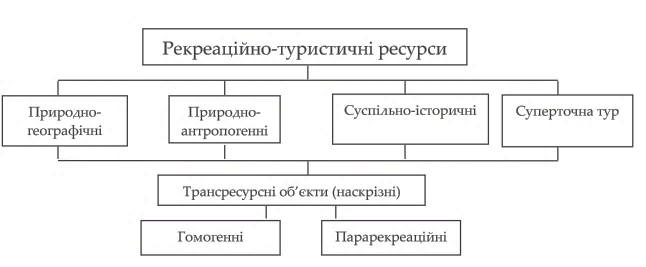 Рекреаційно-туристичні ресурси
Природно-
географічні
Природно-
антропогенні
Суспільно-історичні
Суперточна тур
Трансресурсні об’єкти (наскрізні)
Гомогенні
Парарекреаційні